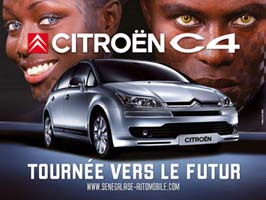 CITROËN C4
CITROËN
TOURNÉE VERS LE FUTUR
WWW.SENEGALAISE-AUTOMOBILE.COM